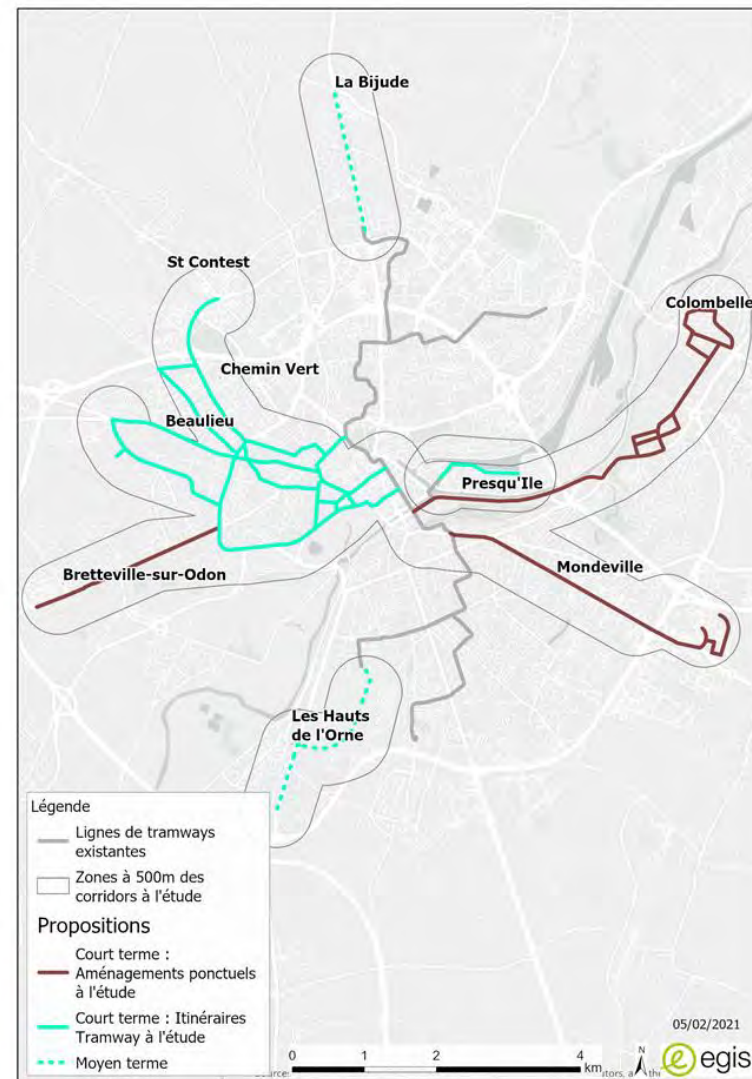 La Bijude
St Contest
Colombelle
Chemin Vert
Beaulieu
Presqu'Ile
Bretteville-sur-Odon
Mondeville
Les Hauts
de l'Orne
Légende
Lignes de tramways
existantes
Zones à 500m des
corridors à l'étude
Propositions
Court terme :
Aménagements ponctuels
à l'étude
Court terme : Itinéraires
Tramway à l'étude
Moyen terme
05/02/2021
0 1 2 4
km
N
egis